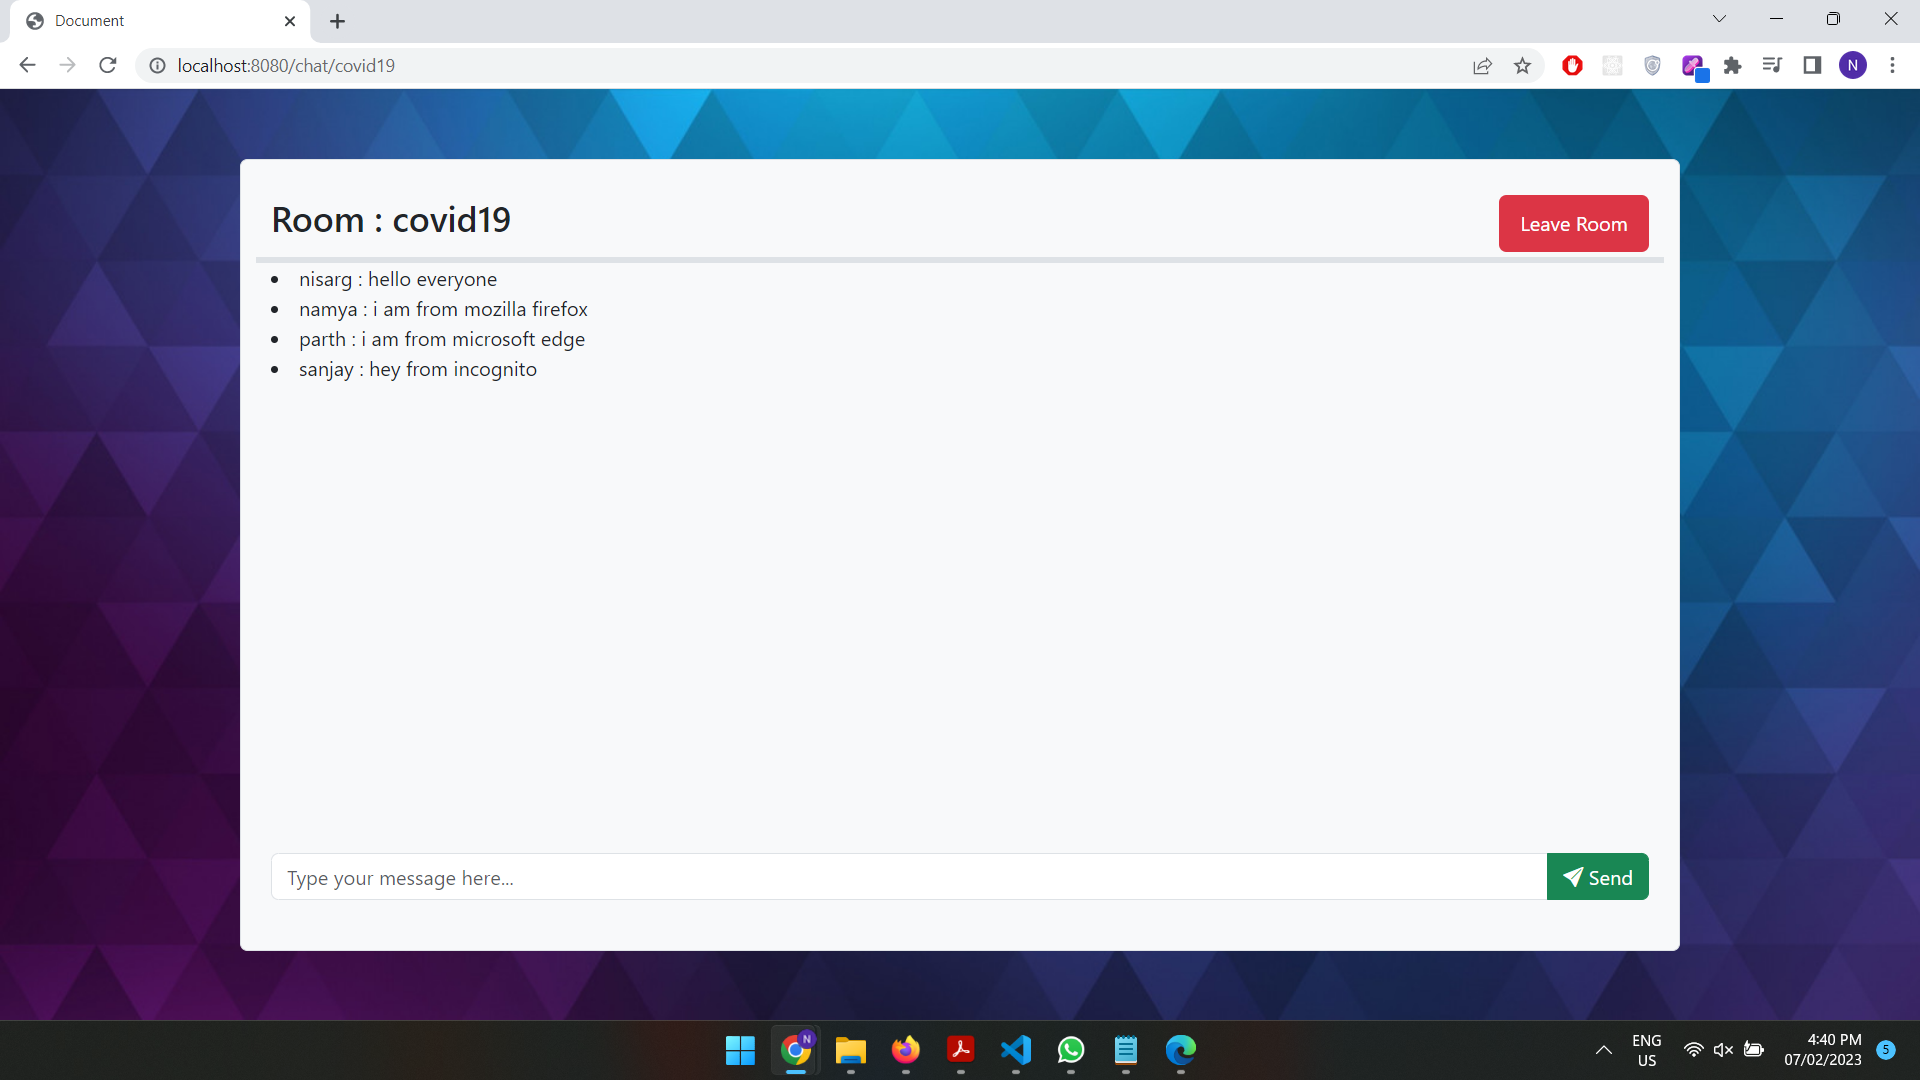 Document
localhost:8080/chat/covid19
N
Room : covid19
Leave Room
nisarg : hello everyone
namya : i am from mozilla firefox
parth : i am from microsoft edge
sanjay : hey from incognito
Type your message here...
Send
N
ENG
US
4:40 PM
07/02/2023
5